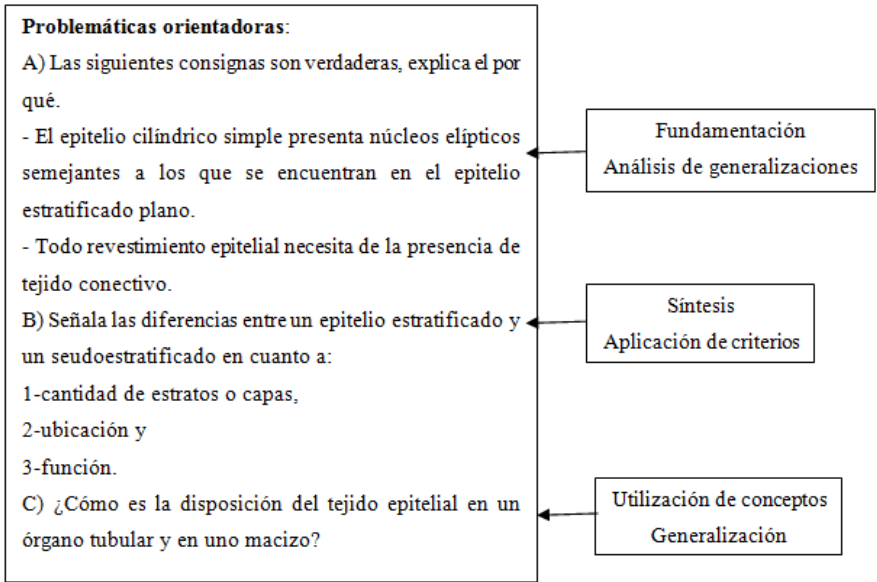 Problemáticas orientadoras:
A) Las siguientes consignas son verdaderas, explica el por
qué.
- El epitelio cilíndrico simple presenta núcleos elípticos
semejantes a los que se encuentran en el epitelio
estratificado plano.
- Todo revestimiento epitelial necesita de la presencia de
tejido conectivo.
B) Señala las diferencias entre un epitelio estratificado y
un seudoestratificado en cuanto a:
1-cantidad de estratos o capas,
2-ubicación y
3-función.
C) ¿Cómo es la disposición del tejido epitelial en un
órgano tubular y en uno macizo?
Fundamentación
Análisis de generalizaciones
Síntesis
Aplicación de criterios
Utilización de conceptos
Generalización